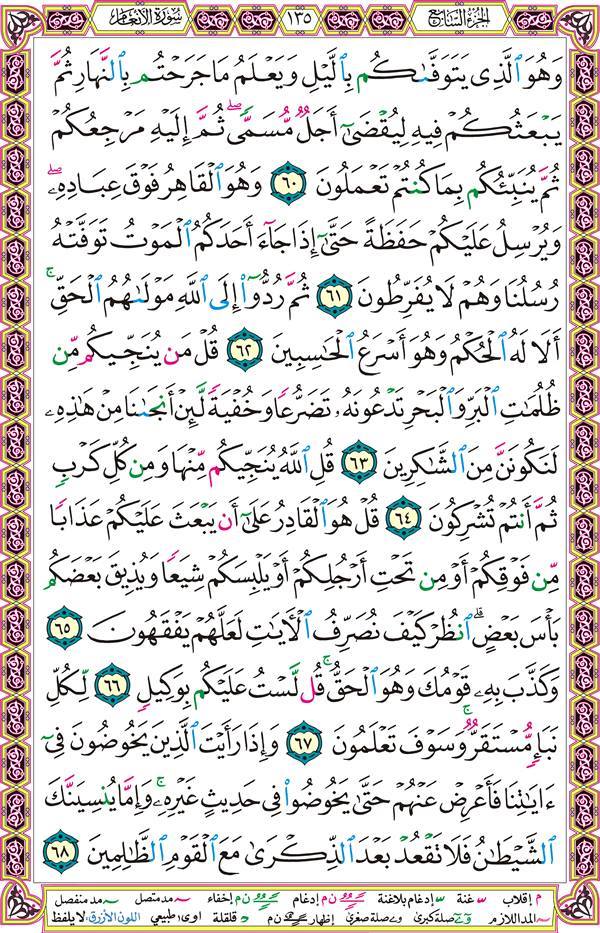 الجزء السابع
١٣٥
سورة الأنعام
وَهُوَ ٱلَّذِي يَتَوَفَّىٰكُم بِٱلَّيۡلِ وَيَعۡلَمُ مَا جَرَحۡتُم بِٱلنَّهَارِ ثُمَّ
يَبۡعَثُكُمۡ فِيهِ لِيُقۡضَىٰٓ أَجَلٞ مُّسَمّٗىۖ ثُمَّ إِلَيۡهِ مَرۡجِعُكُمۡ
ثُمَّ يُنَبِّئُكُم بِمَا كُنتُمۡ تَعۡمَلُونَ ٦٠ وَهُوَ ٱلۡقَاهِرُ فَوۡقَ عِبَادِهِۦۖ
وَيُرۡسِلُ عَلَيۡكُمۡ حَفَظَةً حَتَّىٰٓ إِذَا جَآءَ أَحَدَكُمُ ٱلۡمَوۡتُ تَوَفَّتۡهُ
رُسُلُنَا وَهُمۡ لَا يُفَرِّطُونَ ٦١ ثُمَّ رُدُّوٓاْ إِلَى ٱللَّهِ مَوۡلَىٰهُمُ ٱلۡحَقِّۚ
أَلَا لَهُ ٱلۡحُكۡمُ وَهُوَ أَسۡرَعُ ٱلۡحَٰسِبِينَ ٦٢ قُلۡ مَن يُنَجِّيكُم مِّن
ظُلُمَٰتِ ٱلۡبَرِّ وَٱلۡبَحۡرِ تَدۡعُونَهُۥ تَضَرُّعٗا وَخُفۡيَةٗ لَّئِنۡ أَنجَىٰنَا مِنۡ هَٰذِهِۦ
لَنَكُونَنَّ مِنَ ٱلشَّٰكِرِينَ ٦٣ قُلِ ٱللَّهُ يُنَجِّيكُم مِّنۡهَا وَمِن كُلِّ كَرۡبٖ
ثُمَّ أَنتُمۡ تُشۡرِكُونَ ٦٤ قُلۡ هُوَ ٱلۡقَادِرُ عَلَىٰٓ أَن يَبۡعَثَ عَلَيۡكُمۡ عَذَابٗا
مِّن فَوۡقِكُمۡ أَوۡ مِن تَحۡتِ أَرۡجُلِكُمۡ أَوۡ يَلۡبِسَكُمۡ شِيَعٗا وَيُذِيقَ بَعۡضَكُم
بَأۡسَ بَعۡضٍۗ ٱنظُرۡ كَيۡفَ نُصَرِّفُ ٱلۡأٓيَٰتِ لَعَلَّهُمۡ يَفۡقَهُونَ ٦٥
وَكَذَّبَ بِهِۦ قَوۡمُكَ وَهُوَ ٱلۡحَقُّۚ قُل لَّسۡتُ عَلَيۡكُم بِوَكِيلٖ ٦٦ لِّكُلِّ
نَبَإٖ مُّسۡتَقَرّٞۚ وَسَوۡفَ تَعۡلَمُونَ ٦٧ وَإِذَا رَأَيۡتَ ٱلَّذِينَ يَخُوضُونَ فِيٓ
ءَايَٰتِنَا فَأَعۡرِضۡ عَنۡهُمۡ حَتَّىٰ يَخُوضُواْ فِي حَدِيثٍ غَيۡرِهِۦۚ وَإِمَّا يُنسِيَنَّكَ
ٱلشَّيۡطَٰنُ فَلَا تَقۡعُدۡ بَعۡدَ ٱلذِّكۡرَىٰ مَعَ ٱلۡقَوۡمِ ٱلظَّٰلِمِينَ ٦٨
م إقلاب غنة إدغام بلاغنة ن م إدغام ن م إخفاء مد متصل مد منفصل
المد اللازم صلة كبرى صلة صغرى إظهار ن م قلقلة اوى طبيعي اللون الأزرق: لا يلفظ